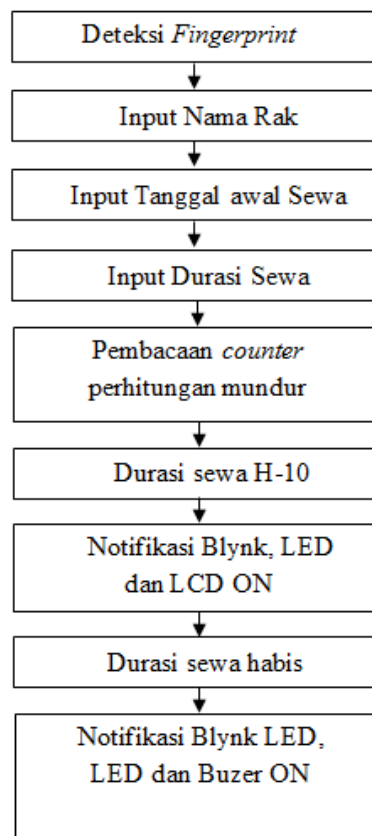 Deteksi Fingerprint
Input Nama Rak
Input Tanggal awal Sewa
Input Durasi Sewa
Pembacaan counter
perhitungan mundur
Durasi sewa H-10
Notifikasi Blynk, LED
dan LCD ON
Durasi sewa habis
Notifikasi Blynk LED,
LED dan Buzer ON